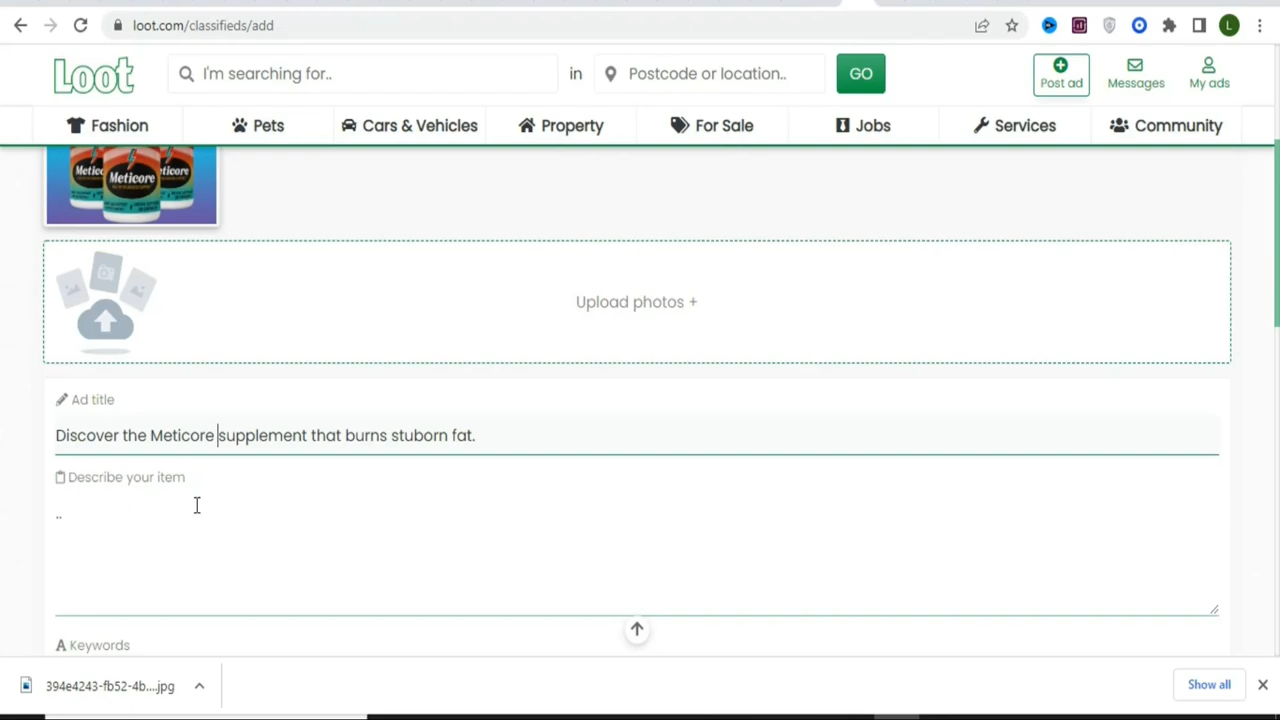 loot.com/classifieds/add
L
Loot
I'm searching for..
in
Postcode or location..
GO
Post ad
Messages
My ads
Fashion
Pets
Cars & Vehicles
Property
For Sale
Jobs
Services
Community
Meticore
Upload photos +
Ad title
Discover the Meticore supplement that burns stuborn fat.
Describe your item
..
A Keywords
394e4243-fb52-4b....jpg
Show all